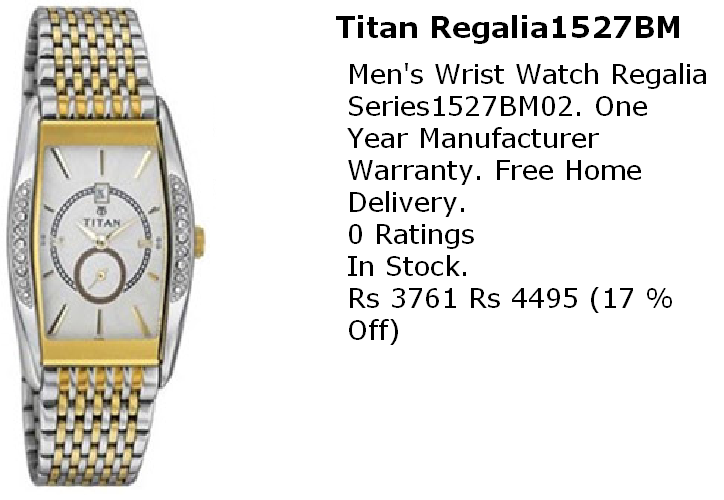 Titan Regalia1527BM
Men's Wrist Watch Regalia
Series1527BM02. One
Year Manufacturer
Warranty. Free Home
Delivery.
0 Ratings
In Stock.
Rs 3761 Rs 4495 (17 %
Off)
TITAN